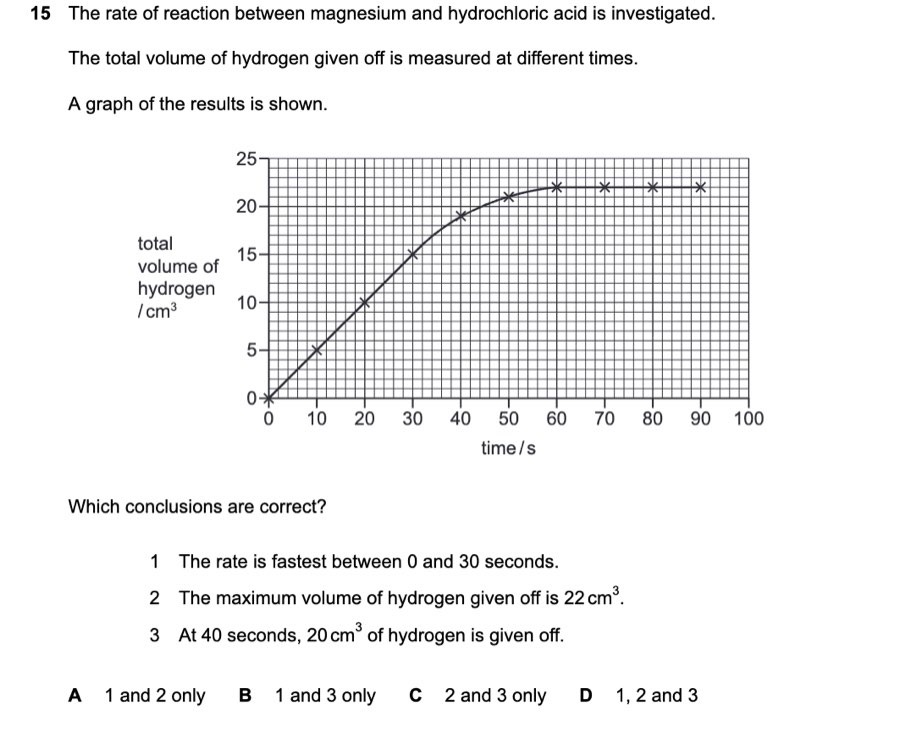 15 The rate of reaction between magnesium and hydrochloric acid is investigated.
The total volume of hydrogen given off is measured at different times.
A graph of the results is shown.
25
20
total
volume of
hydrogen
/cm³
15
10
5
0
0 10 20 30 40 50 60 70 80 90 100
time/s
Which conclusions are correct?
1 The rate is fastest between 0 and 30 seconds.
2 The maximum volume of hydrogen given off is 22 cm³.
3 At 40 seconds, 20 cm³ of hydrogen is given off.
A 1 and 2 only B 1 and 3 only C 2 and 3 only D 1, 2 and 3